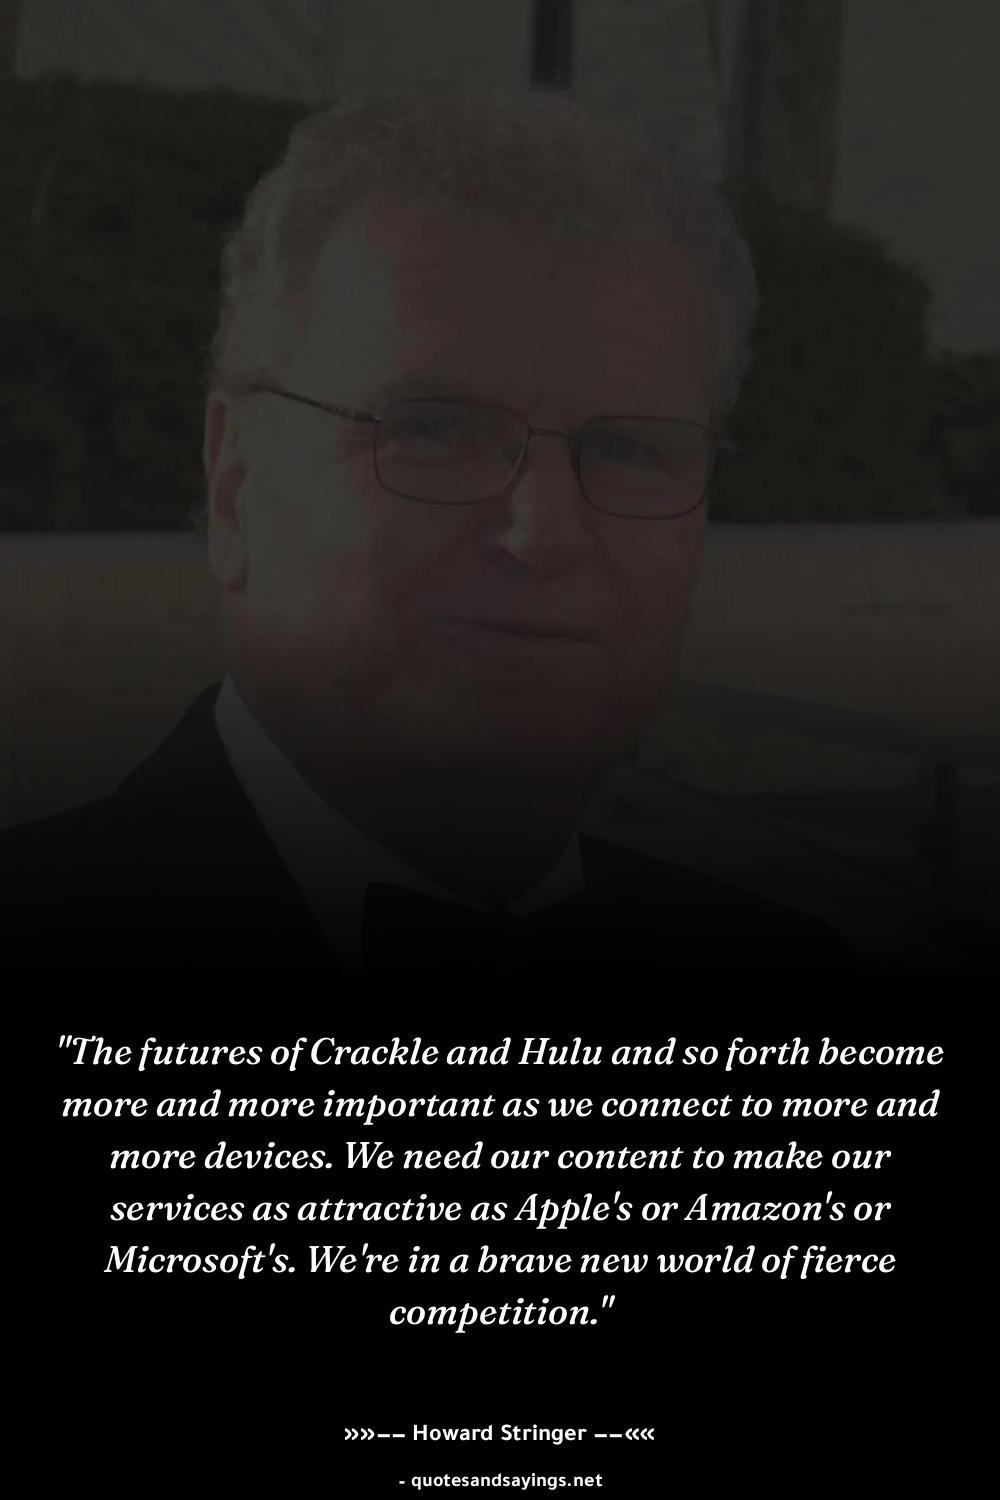 "The futures of Crackle and Hulu and so forth become
more and more important as we connect to more and
more devices. We need our content to make our
services as attractive as Apple's or Amazon's or
Microsoft's. We're in a brave new world of fierce
competition."
»»–– Howard Stringer ––««
- quotesandsayings.net